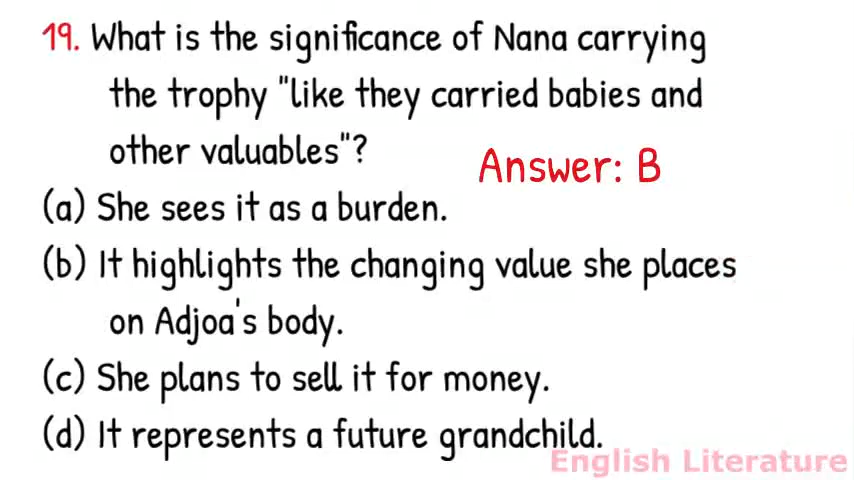 19. What is the significance of Nana carrying
the trophy "like they carried babies and
other valuables"?
Answer: B
(a) She sees it as a burden.
(b) It highlights the changing value she places
on Adjoa's body.
(c) She plans to sell it for money.
(d) It represents a future grandchild.
English Literature